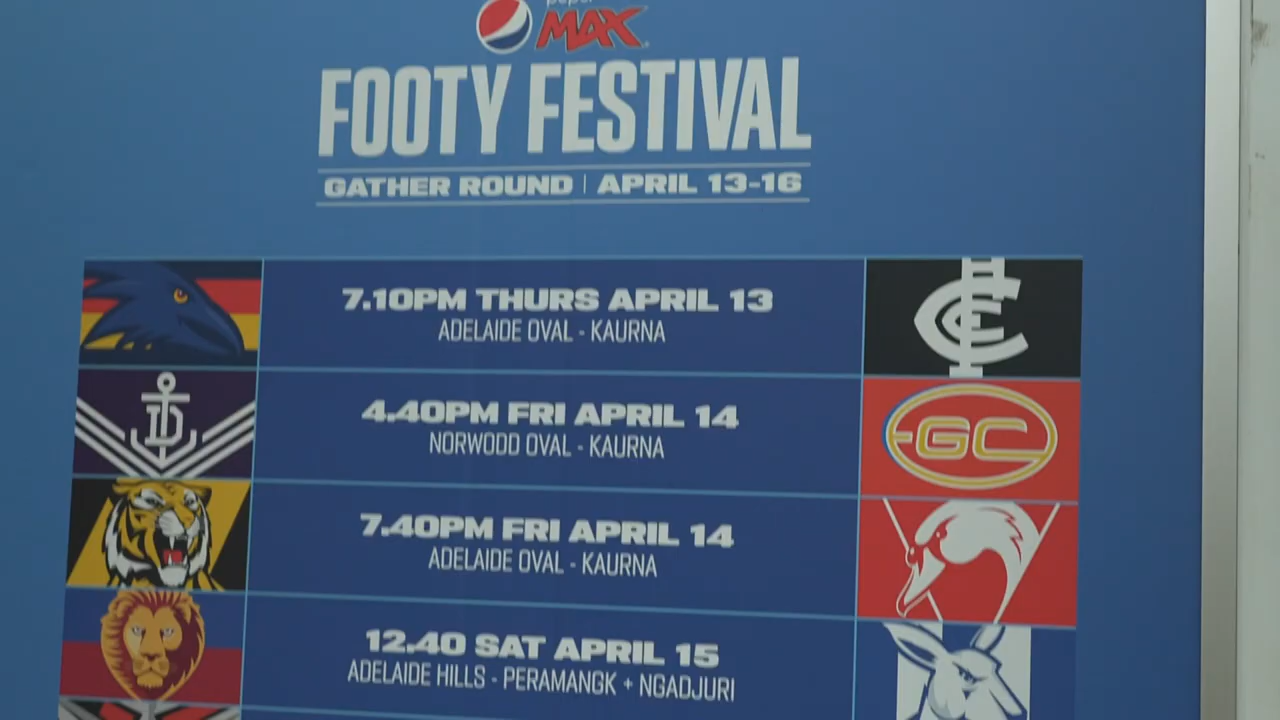 pepsi
MAX
FOOTY FESTIVAL
GATHER ROUND | APRIL 13-16
7.10PM THURS APRIL 13
ADELAIDE OVAL - KAURNA
4.40PM FRI APRIL 14
NORWODD OVAL - KAURNA
GC
7.40PM FRI APRIL 14
ADELAIDE OVAL - KAURNA
12.40 SAT APRIL 15
ADELAIDE HILLS - PERAMANGK + NGADJURI